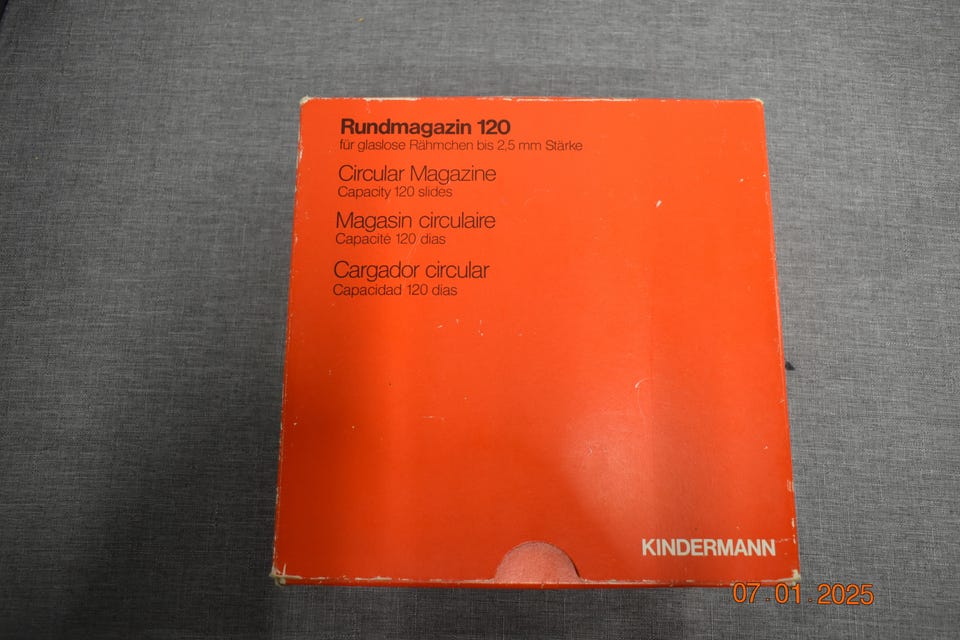 Rundmagazin 120
für glaslose Rähmchen bis 2,5 mm Stärke
Circular Magazine
Capacity 120 slides
Magasin circulaire
Capacité 120 dias
Cargador circular
Capacidad 120 dias
KINDERMANN
07.01.2025